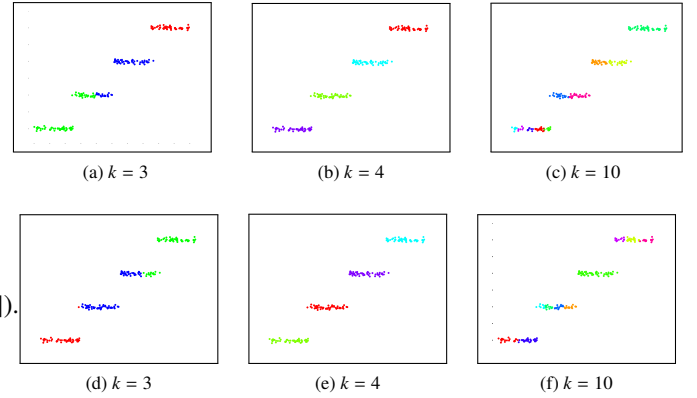 (a) k = 3
(b) k = 4
(c) k = 10
]).
(d) k = 3
(e) k = 4
(f) k = 10